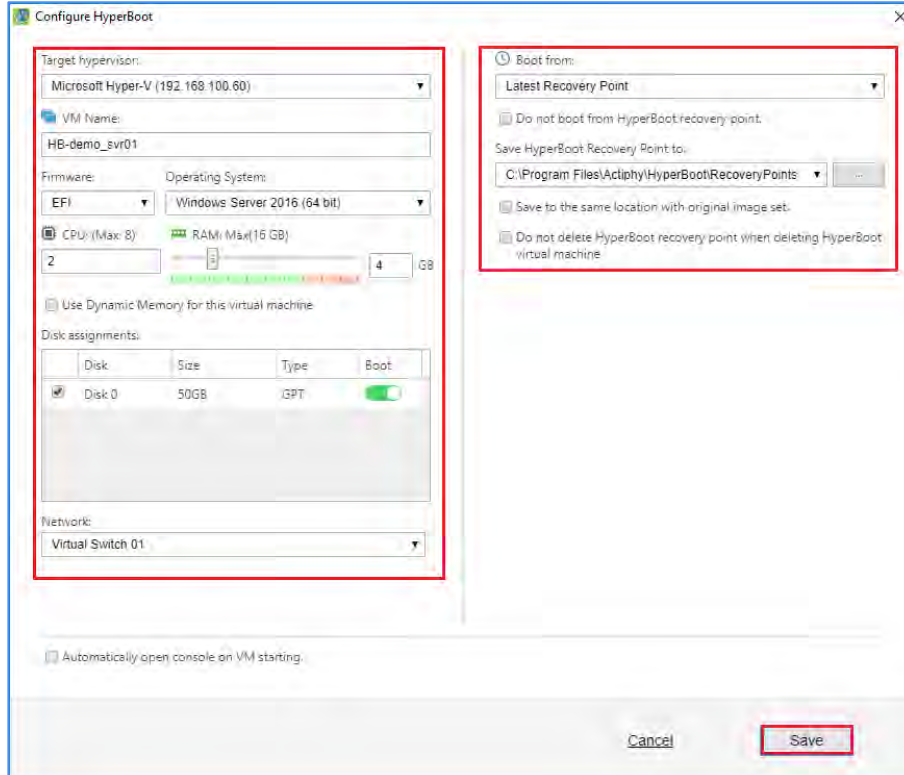 Configure HyperBoot
Target hypervisor:
Microsoft Hyper-V (192.168.100.60)
VM Name:
HB-demo_svr01
Firmware:
Operating System:
EFI
Windows Server 2016 (64 bit)
CPU: (Max: 8)
RAM: Max(16 GB)
2
4
GB
Use Dynamic Memory for this virtual machine
Disk assignments:
Disk
Size
Type
Boot
Disk 0
50GB
GPT
Network:
Virtual Switch 01
Boot from:
Latest Recovery Point
Do not boot from HyperBoot recovery point.
Save HyperBoot Recovery Point to:
C:\Program Files\Actiphy\HyperBoot\RecoveryPoints
...
Save to the same location with original image set.
Do not delete HyperBoot recovery point when deleting HyperBoot
virtual machine
Automatically open console on VM starting.
Cancel
Save